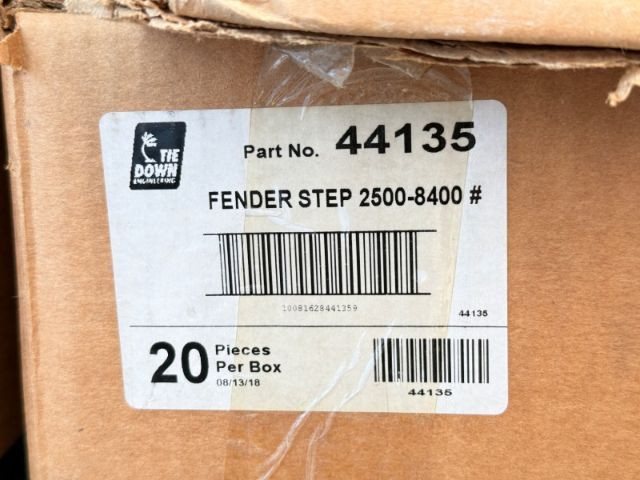 TIE
DOWN
ENGINEERING
Part No. 44135
FENDER STEP 2500-8400 #
10081628441359
44135
20 Pieces
Per Box
08/13/18
44135